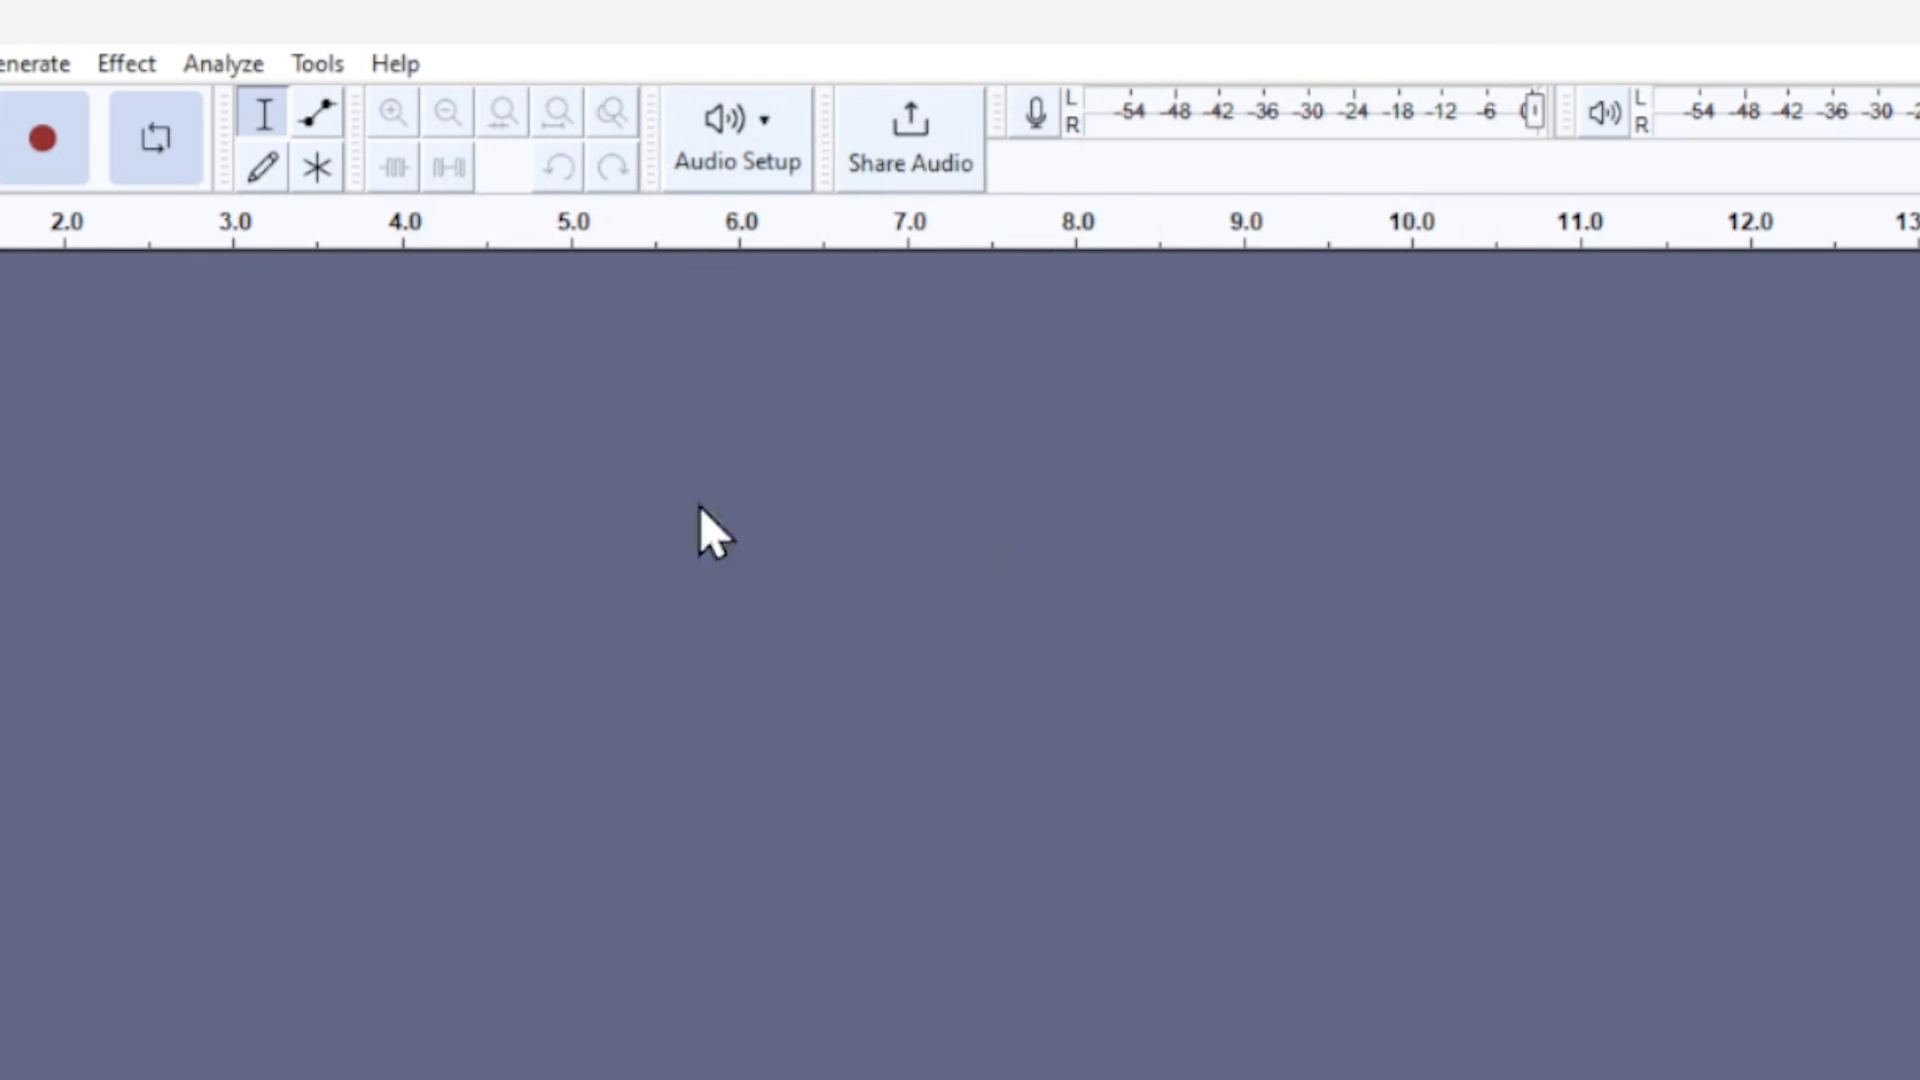 enerate Effect Analyze Tools Help
L -54 -48 -42 -36 -30 -24 -18 -12 -6 L -54 -48 -42 -36 -30
R R
Audio Setup Share Audio
2.0 3.0 4.0 5.0 6.0 7.0 8.0 9.0 10.0 11.0 12.0 13